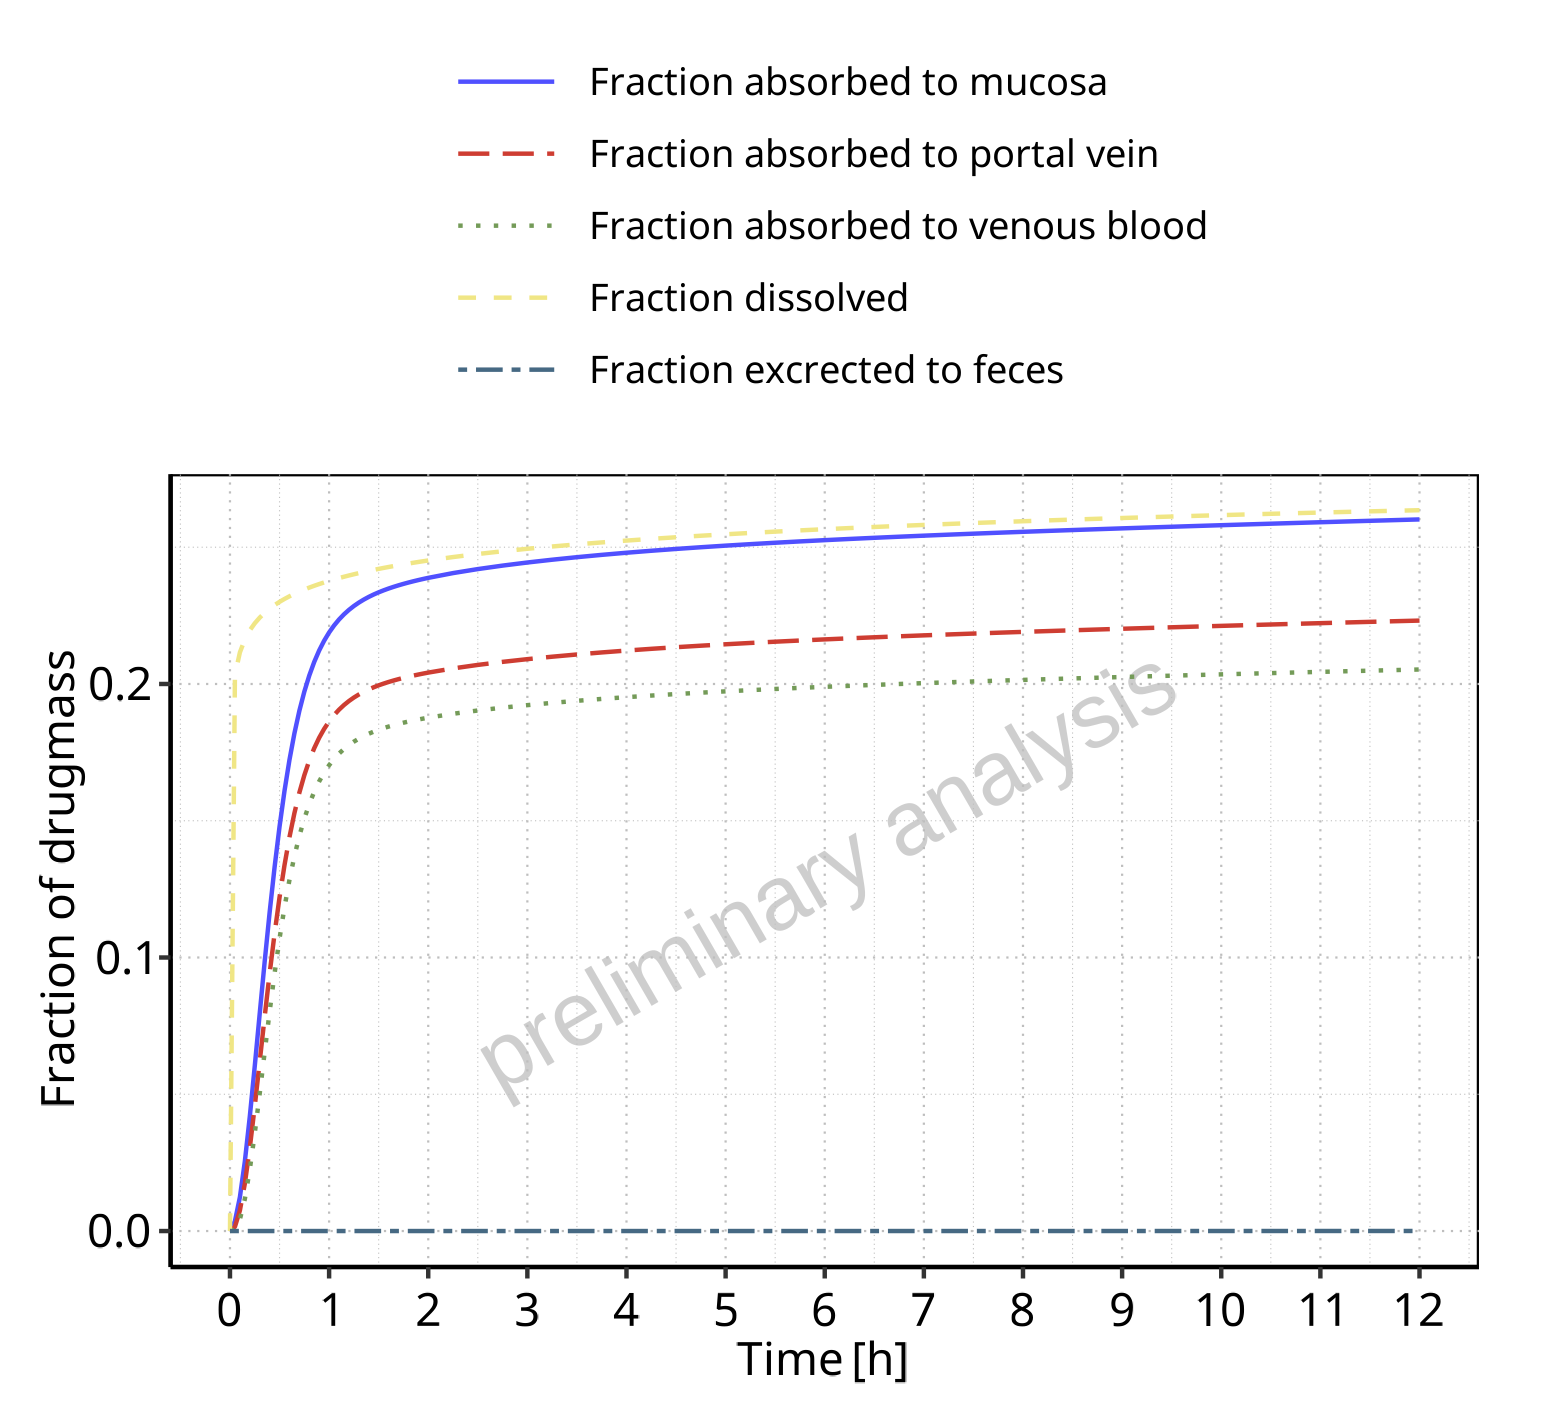 Fraction absorbed to mucosa
Fraction absorbed to portal vein
Fraction absorbed to venous blood
Fraction dissolved
Fraction excrected to feces
Fraction of drugmass
0.2
0.1
0.0
preliminary analysis
0 1 2 3 4 5 6 7 8 9 10 11 12
Time [h]